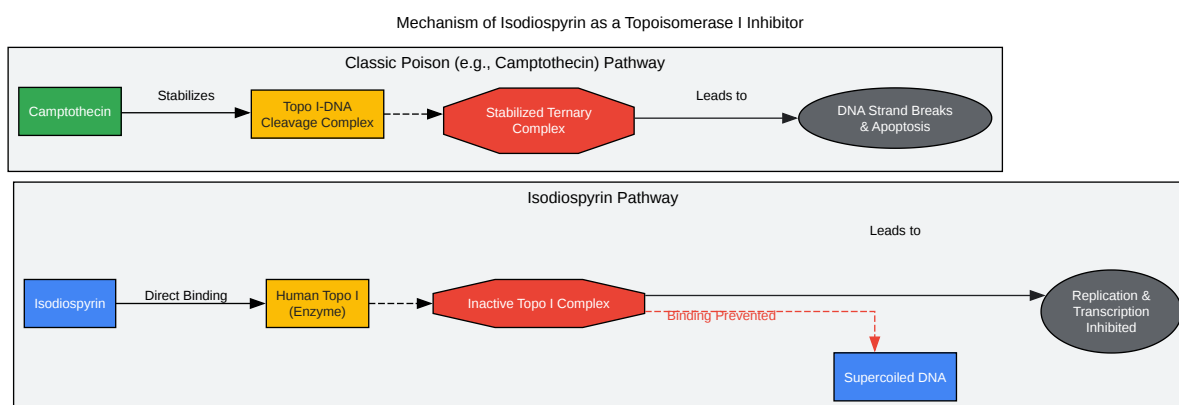 Mechanism of Isodiospyrin as a Topoisomerase I Inhibitor
Classic Poison (e.g., Camptothecin) Pathway
Camptothecin
Stabilizes
Topo I-DNA
Cleavage Complex
Stabilized Ternary
Complex
Leads to
DNA Strand Breaks
& Apoptosis
Isodiospyrin Pathway
Isodiospyrin
Direct Binding
Human Topo I
(Enzyme)
Inactive Topo I Complex
Leads to
Replication &
Transcription
Inhibited
Binding Prevented
Supercoiled DNA